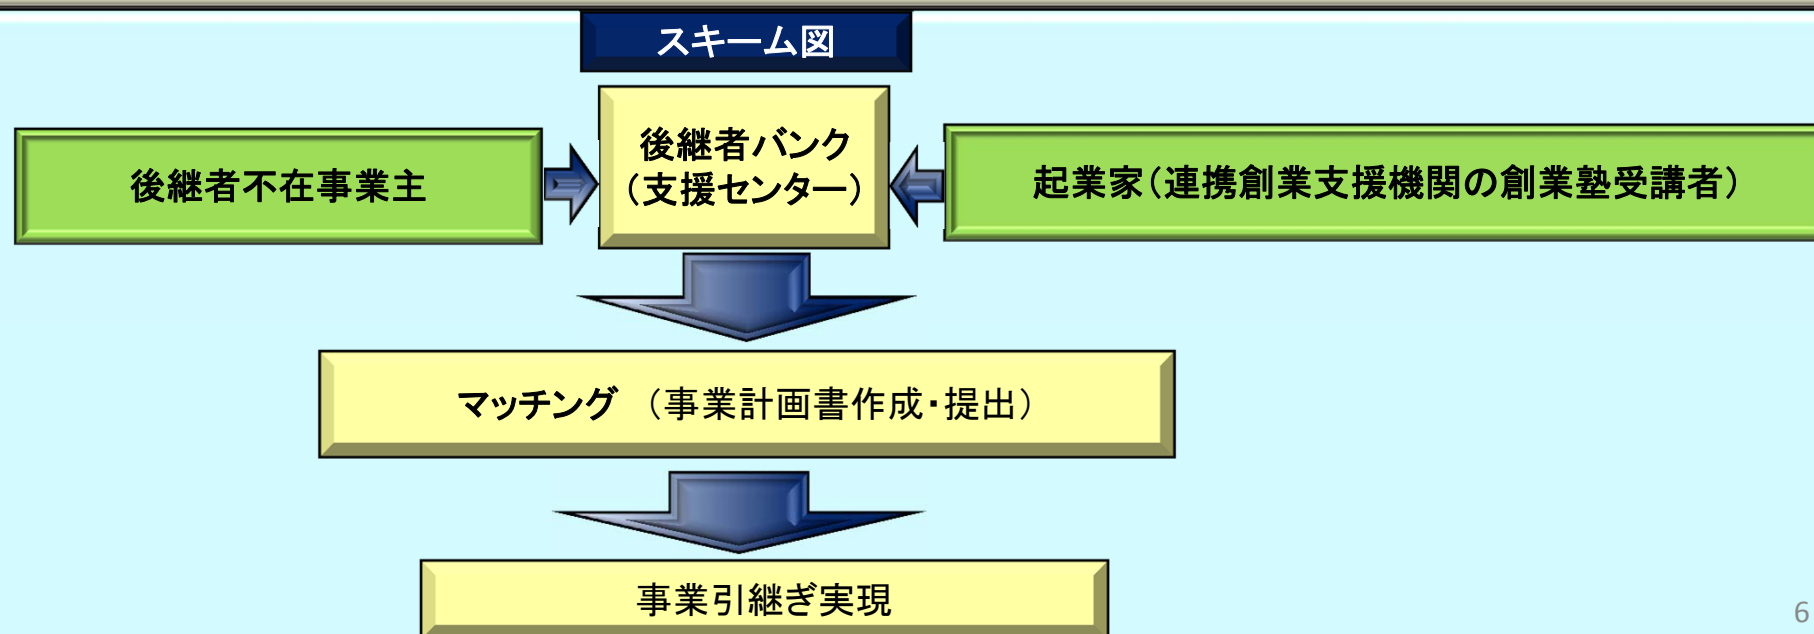 スキーム図
後継者不在事業主
後継者バンク
（支援センター）
起業家（連携創業支援機関の創業塾受講者）
マッチング （事業計画書作成・提出）
事業引継ぎ実現
6